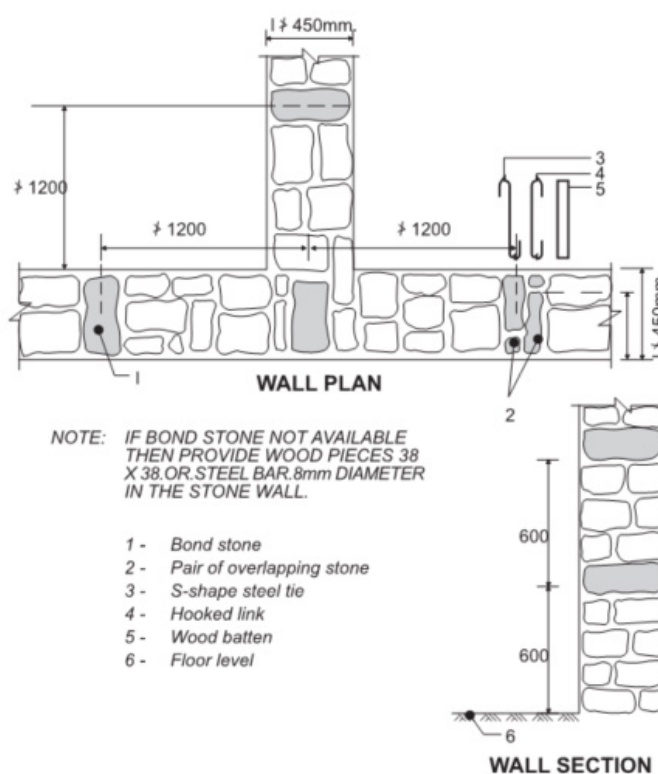 l ≯ 450mm.
3
4
5
≯ 1200
≯ 1200
≯ 1200
l ≯ 450mm
1
WALL PLAN
2
NOTE: IF BOND STONE NOT AVAILABLE
THEN PROVIDE WOOD PIECES 38
X 38.OR.STEEL BAR.8mm DIAMETER
IN THE STONE WALL.
1 - Bond stone
2 - Pair of overlapping stone
3 - S-shape steel tie
4 - Hooked link
5 - Wood batten
6 - Floor level
600
600
6
WALL SECTION